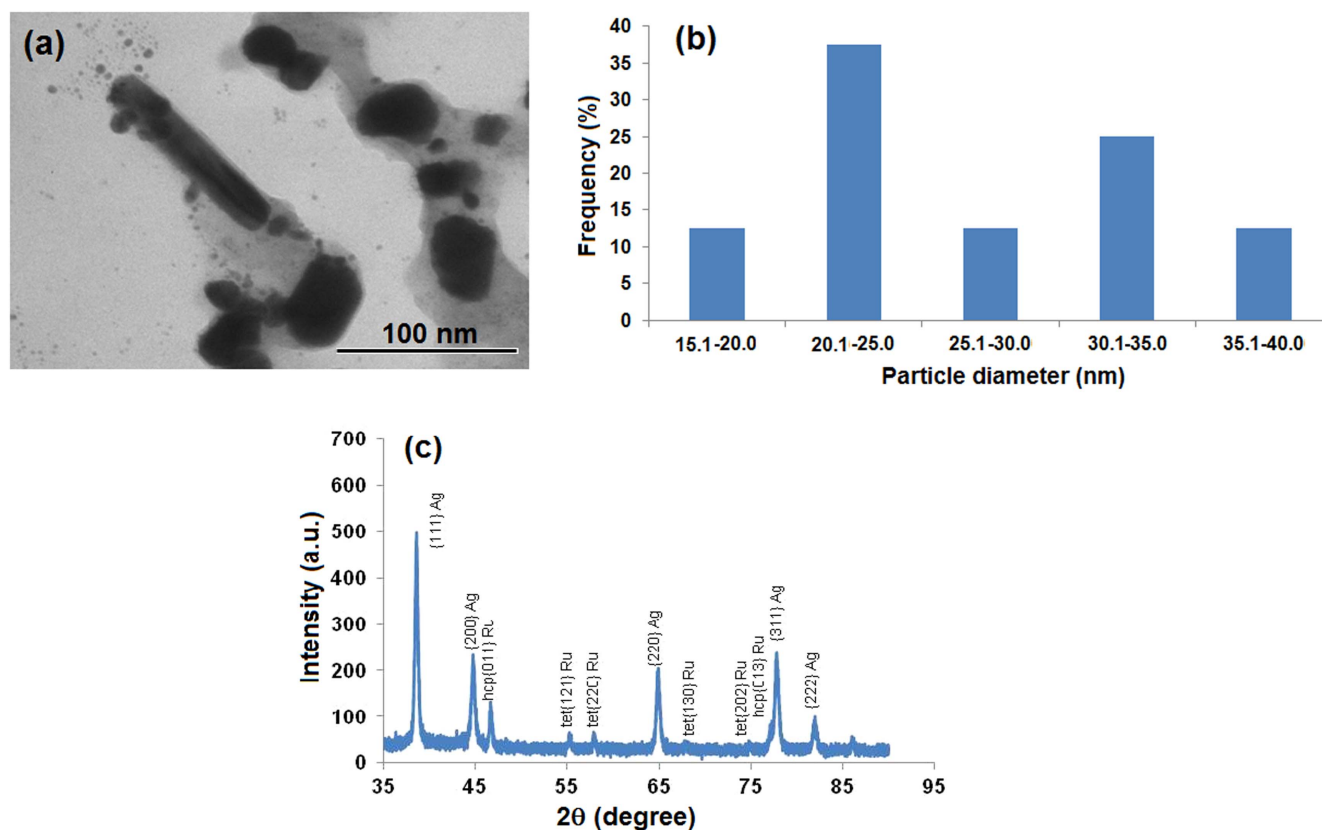 (a)
100 nm
(b)
Frequency (%)
40
35
30
25
20
15
10
5
0
15.1-20.0 20.1-25.0 25.1-30.0 30.1-35.0 35.1-40.0
Particle diameter (nm)
(c)
Intensity (a.u.)
700
600
500
400
300
200
100
0
{111} Ag
{200} Ag
hcp{011} Ru
tet{121} Ru
tet{220} Ru
{220} Ag
tet{130} Ru
tet{202} Ru
hcp{013} Ru
{311} Ag
{222} Ag
35 45 55 65 75 85 95
2θ (degree)